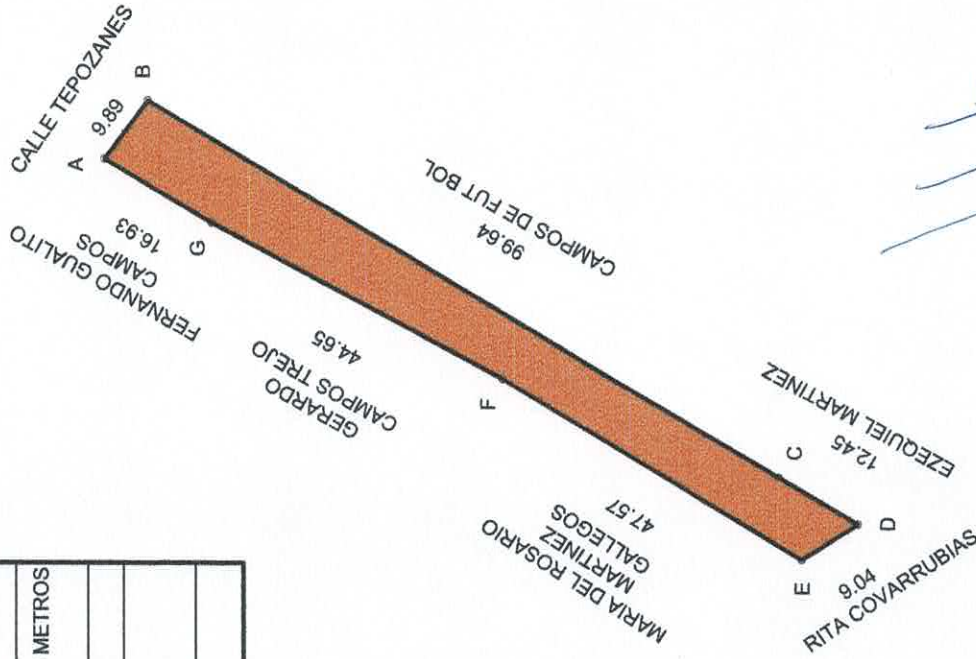 CALLE TEPOZANES
A
9.89
B
FERNANDO GUALITO
CAMPOS
16.93
G
CAMPOS DE FUT BOL
99.64
GERARDO
CAMPOS TREJO
44.65
F
MARIA DEL ROSARIO
MARTINEZ
GALLEGOS
47.57
C
EZEQUIEL MARTINEZ
12.45
D
E
9.04
RITA COVARRUBIAS
METROS